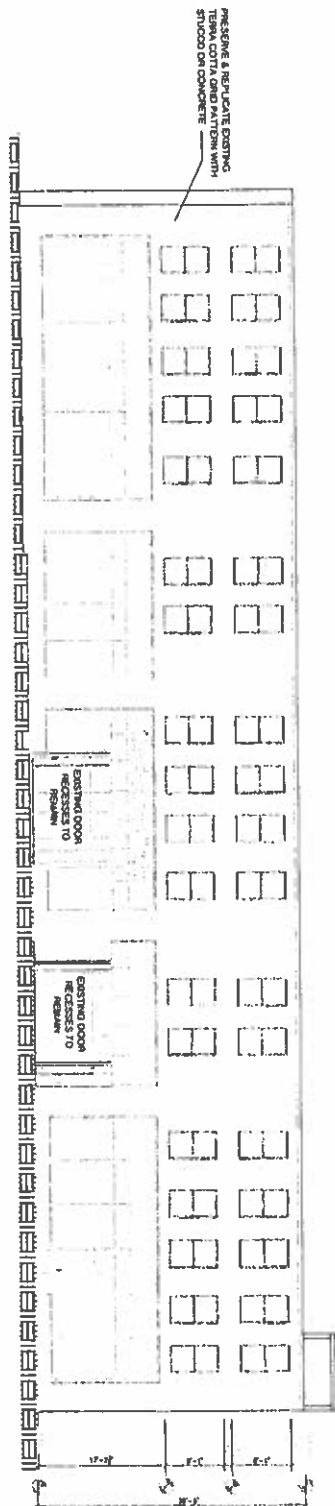 PRESERVE & REPLICATE EXISTING
TERRA COTTA GRID PATTERN WITH
STUCCO OR CONCRETE
EXISTING DOOR
RECESSES TO
REMAIN
EXISTING DOOR
RECESSES TO
REMAIN